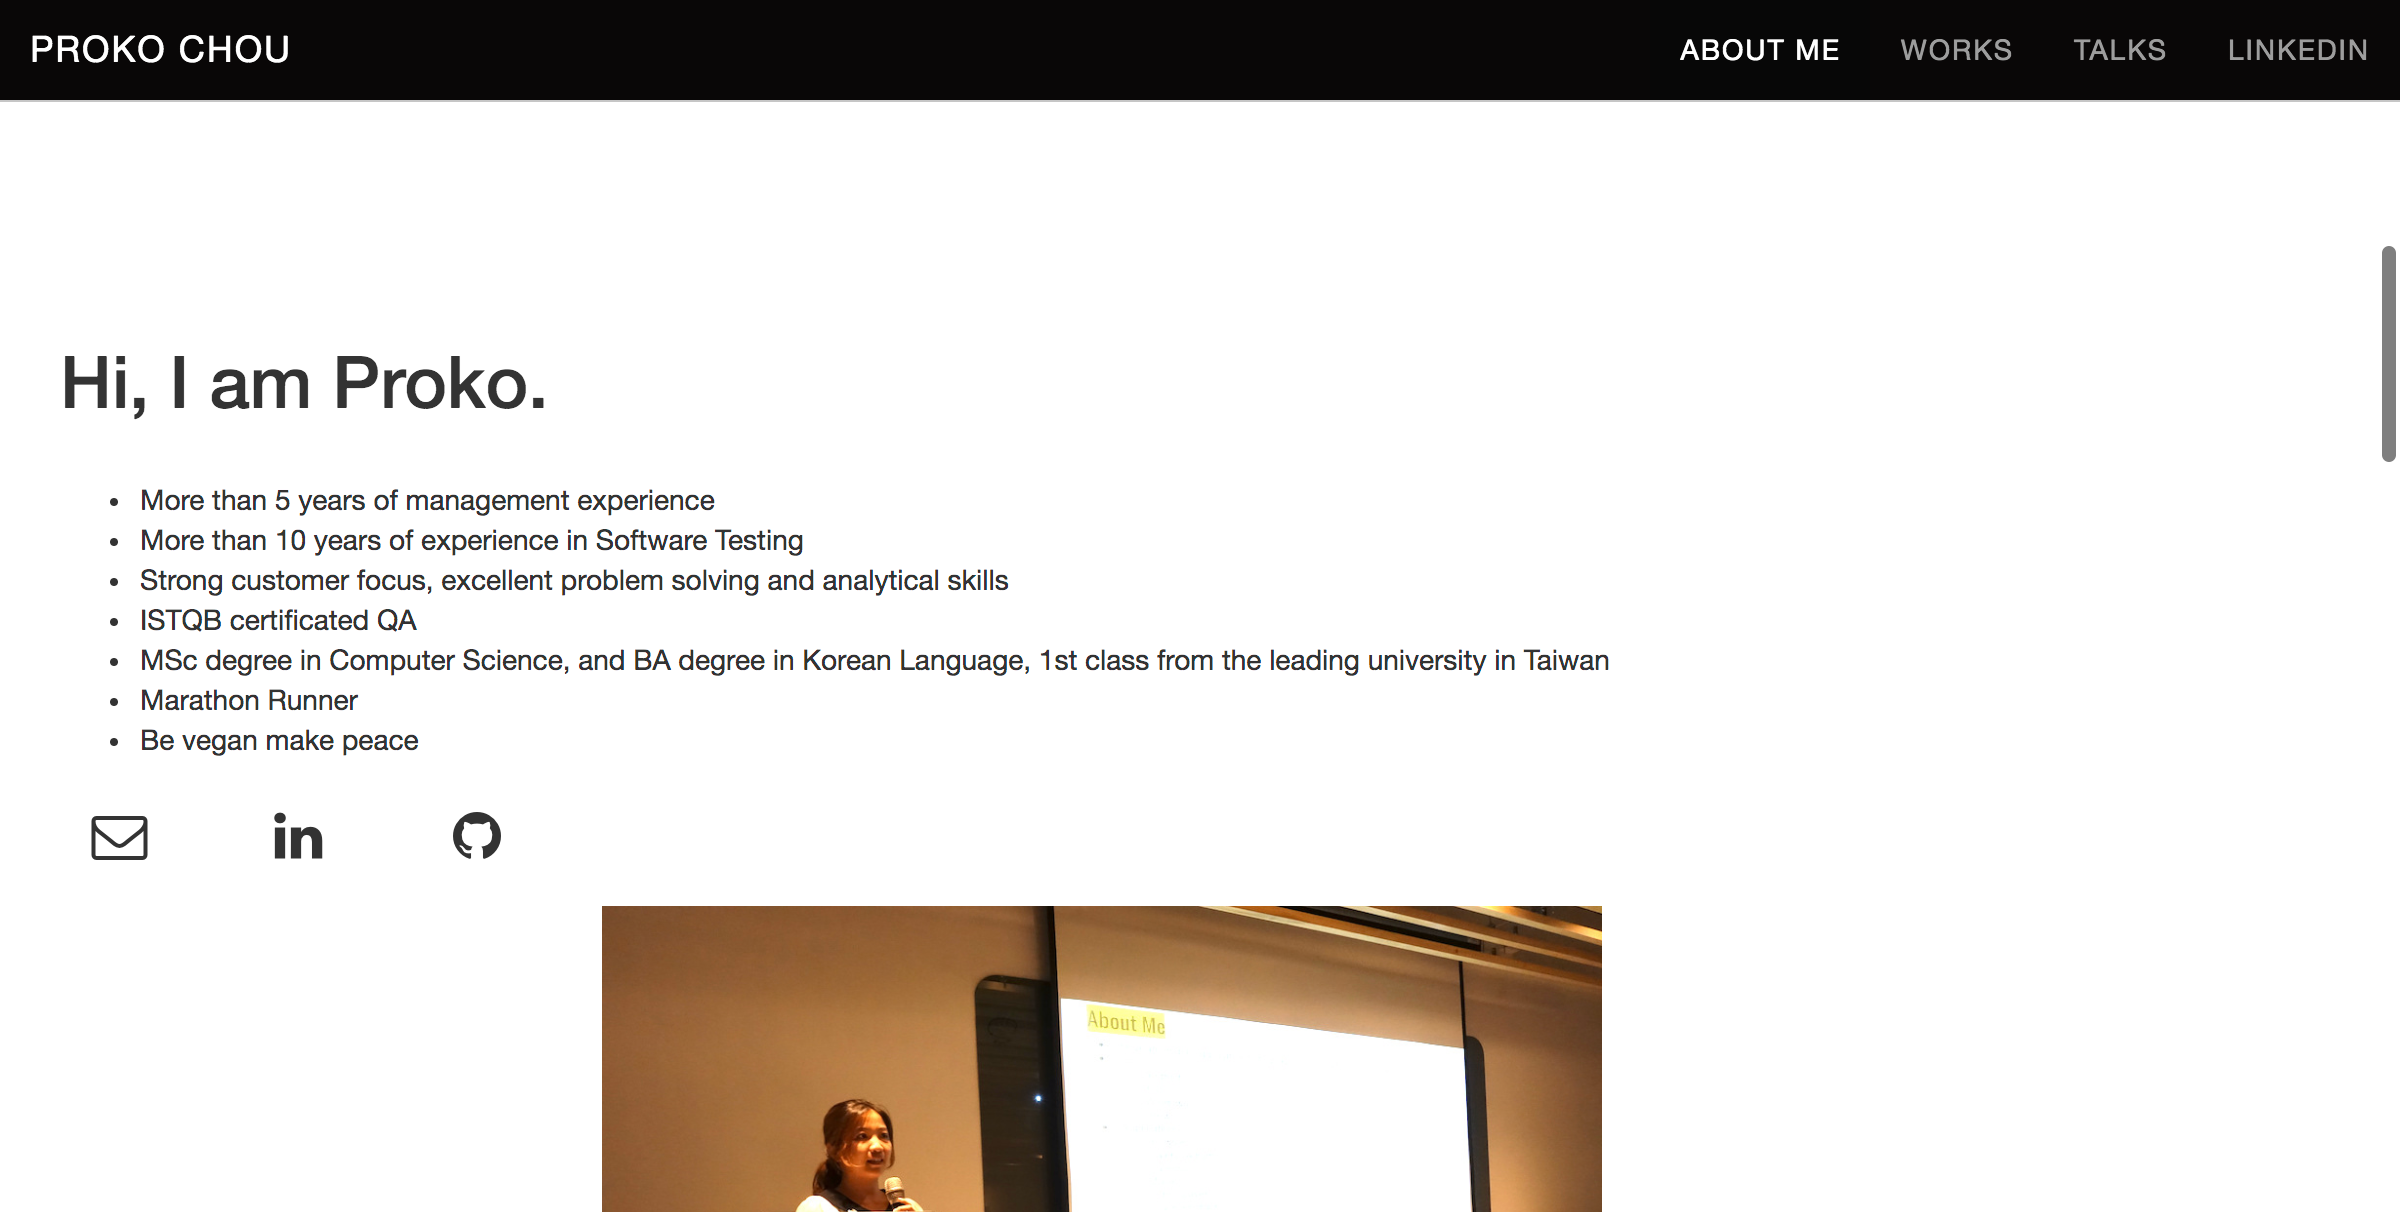 PROKO CHOU
ABOUT ME
WORKS
TALKS
LINKEDIN
Hi, I am Proko.
• More than 5 years of management experience
• More than 10 years of experience in Software Testing
• Strong customer focus, excellent problem solving and analytical skills
• ISTQB certificated QA
• MSc degree in Computer Science, and BA degree in Korean Language, 1st class from the leading university in Taiwan
• Marathon Runner
• Be vegan make peace
in
About Me